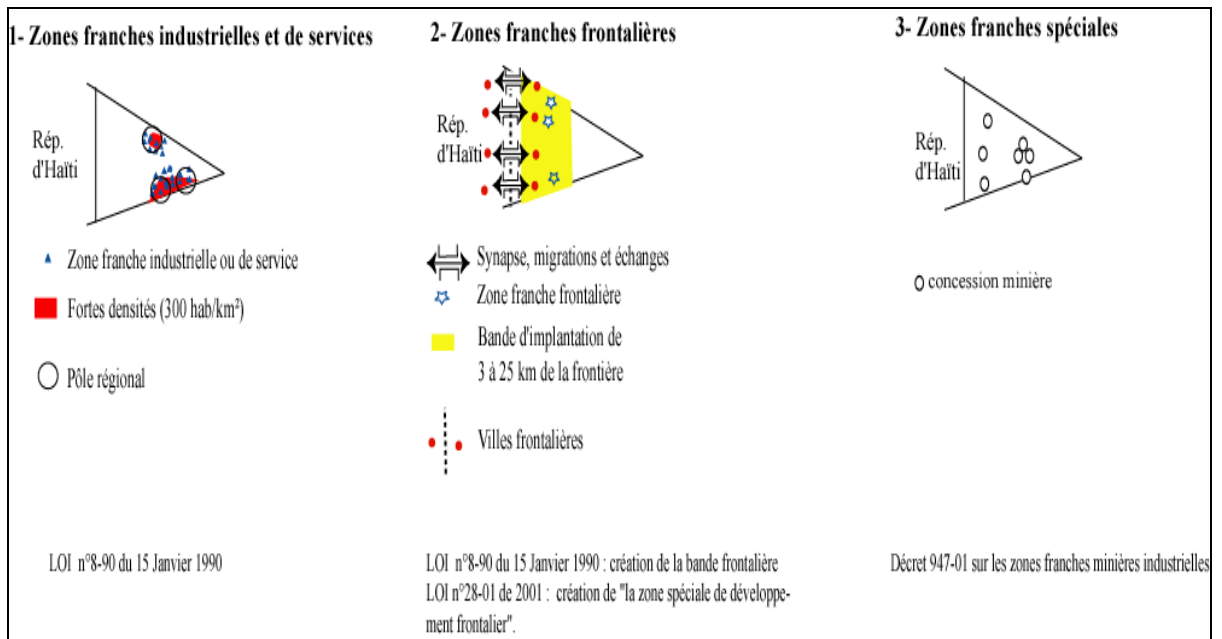 1- Zones franches industrielles et de services
Rép.
d'Haïti
Zone franche industrielle ou de service
Fortes densités (300 hab/km²)
Pôle régional
LOI n°8-90 du 15 Janvier 1990
2- Zones franches frontalières
Rép.
d'Haïti
Synapse, migrations et échanges
Zone franche frontalière
Bande d'implantation de
3 à 25 km de la frontière
Villes frontalières
LOI n°8-90 du 15 Janvier 1990 : création de la bande frontalière
LOI n°28-01 de 2001 : création de "la zone spéciale de développe-
ment frontalier".
3- Zones franches spéciales
Rép.
d'Haïti
concession minière
Décret 947-01 sur les zones franches minières industrielles